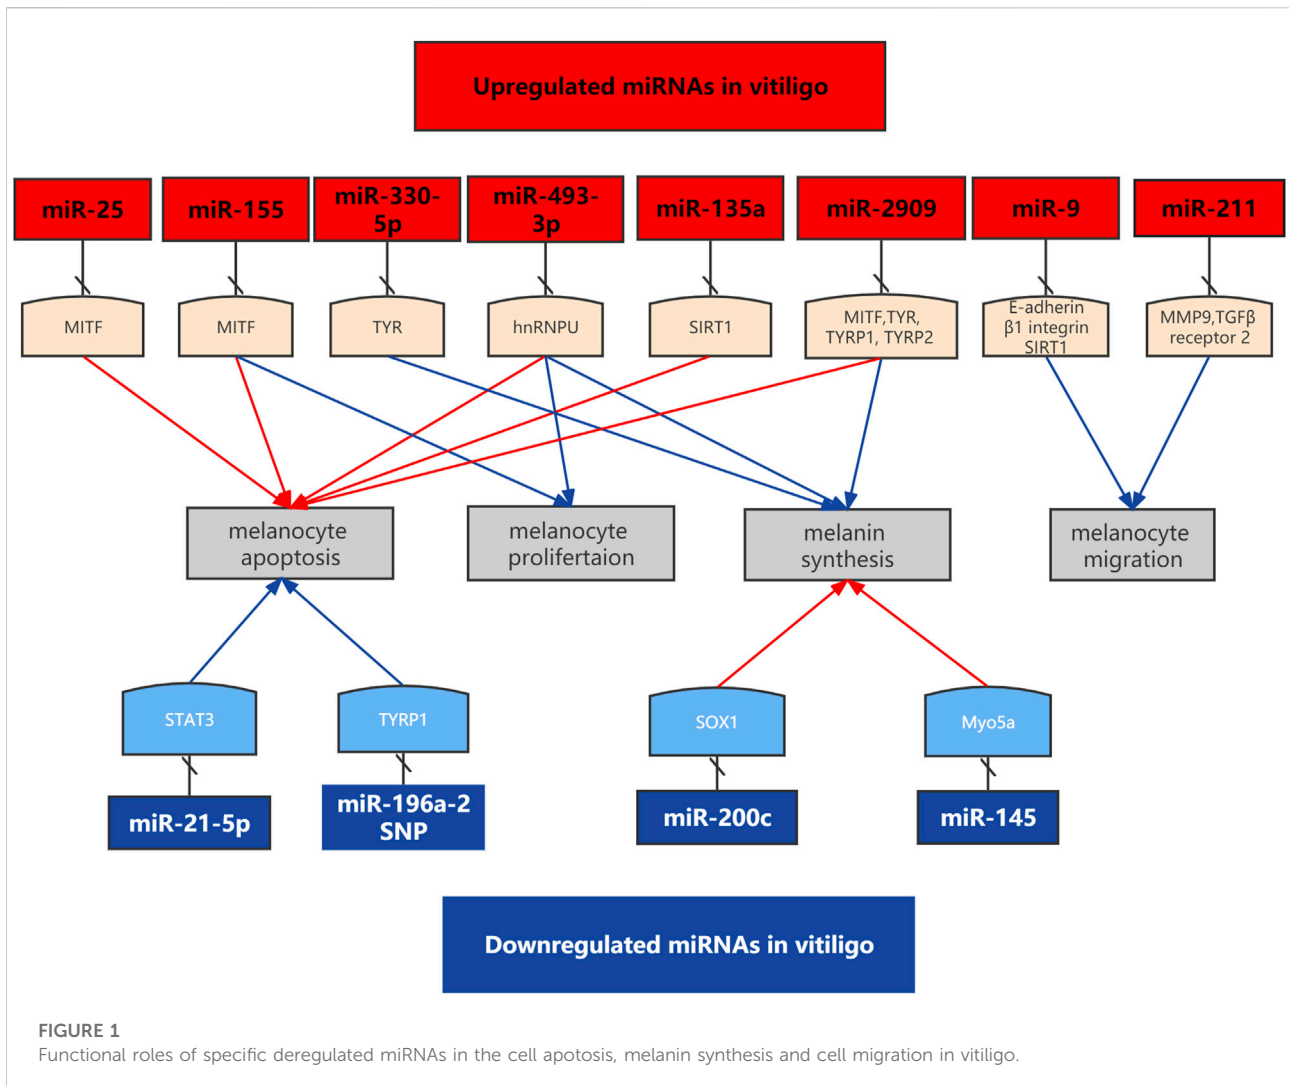 Upregulated miRNAs in vitiligo
miR-25
miR-155
miR-330-
5p
miR-493-
3p
miR-135a
miR-2909
miR-9
miR-211
MITF
MITF
TYR
hnRNPU
SIRT1
MITF,TYR,
TYRP1, TYRP2
E-adherin
β1 integrin
SIRT1
MMP9,TGFβ
receptor 2
melanocyte
apoptosis
melanocyte
prolifertaion
melanin
synthesis
melanocyte
migration
STAT3
TYRP1
SOX1
Myo5a
miR-21-5p
miR-196a-2
SNP
miR-200c
miR-145
Downregulated miRNAs in vitiligo
FIGURE 1
Functional roles of specific deregulated miRNAs in the cell apotosis, melanin synthesis and cell migration in vitiligo.